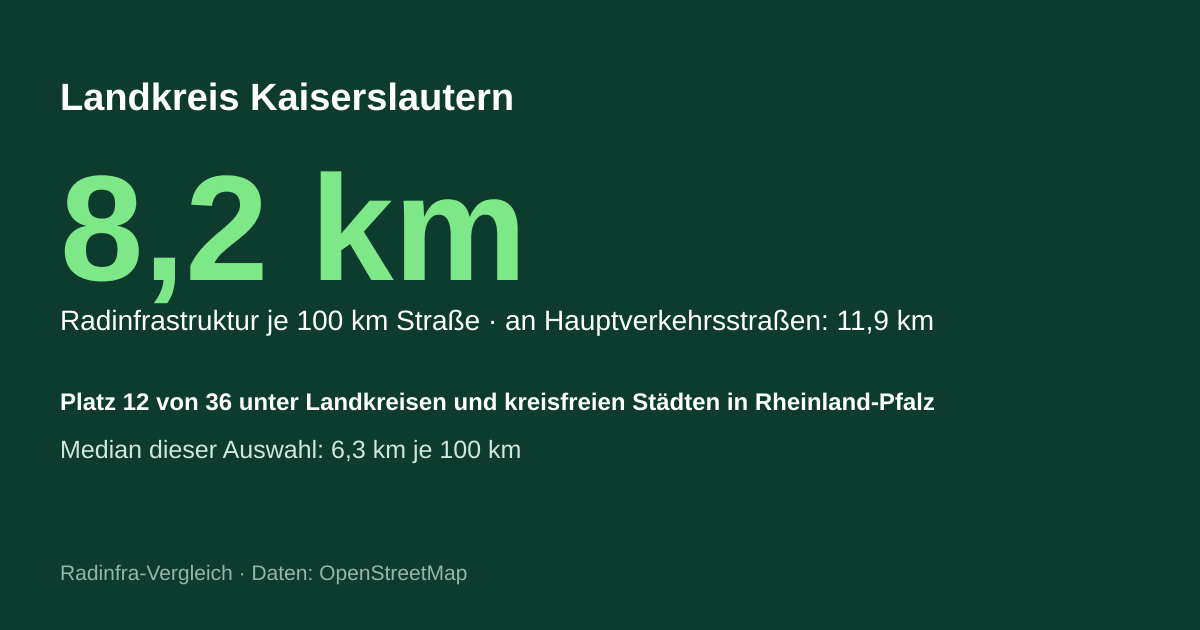 Landkreis Kaiserslautern
8,2 km
Radinfrastruktur je 100 km Straße · an Hauptverkehrsstraßen: 11,9 km
Platz 12 von 36 unter Landkreisen und kreisfreien Städten in Rheinland-Pfalz
Median dieser Auswahl: 6,3 km je 100 km
Radinfra-Vergleich · Daten: OpenStreetMap